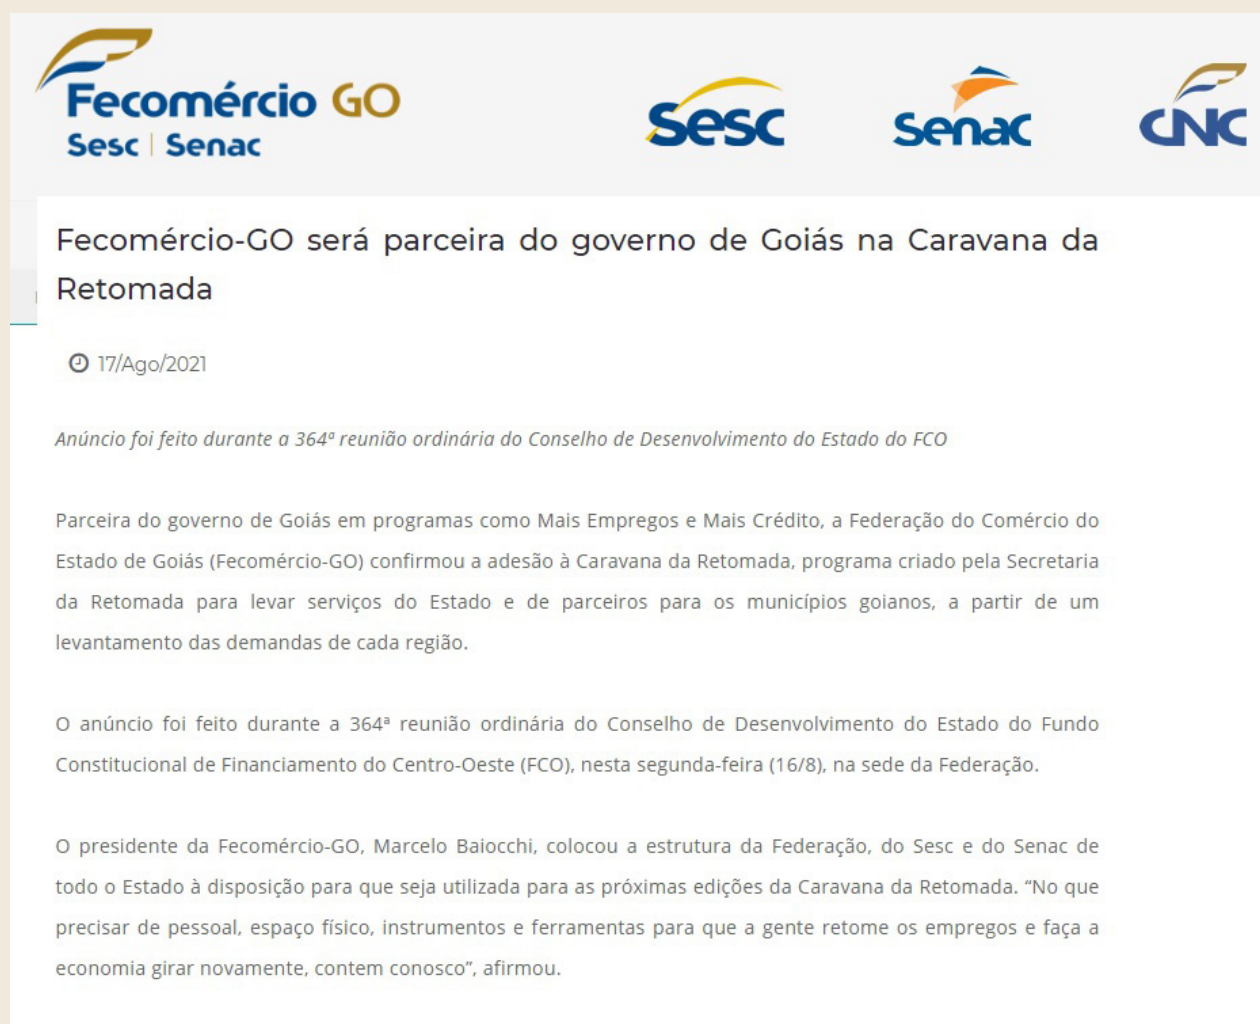 Fecomércio GO
Sesc | Senac
Sesc
Senac
CNC
Fecomércio-GO será parceira do governo de Goiás na Caravana da
Retomada
17/Ago/2021
Anúncio foi feito durante a 364ª reunião ordinária do Conselho de Desenvolvimento do Estado do FCO
Parceira do governo de Goiás em programas como Mais Empregos e Mais Crédito, a Federação do Comércio do
Estado de Goiás (Fecomércio-GO) confirmou a adesão à Caravana da Retomada, programa criado pela Secretaria
da Retomada para levar serviços do Estado e de parceiros para os municípios goianos, a partir de um
levantamento das demandas de cada região.
O anúncio foi feito durante a 364ª reunião ordinária do Conselho de Desenvolvimento do Estado do Fundo
Constitucional de Financiamento do Centro-Oeste (FCO), nesta segunda-feira (16/8), na sede da Federação.
O presidente da Fecomércio-GO, Marcelo Baiocchi, colocou a estrutura da Federação, do Sesc e do Senac de
todo o Estado à disposição para que seja utilizada para as próximas edições da Caravana da Retomada. “No que
precisar de pessoal, espaço físico, instrumentos e ferramentas para que a gente retome os empregos e faça a
economia girar novamente, contem conosco”, afirmou.